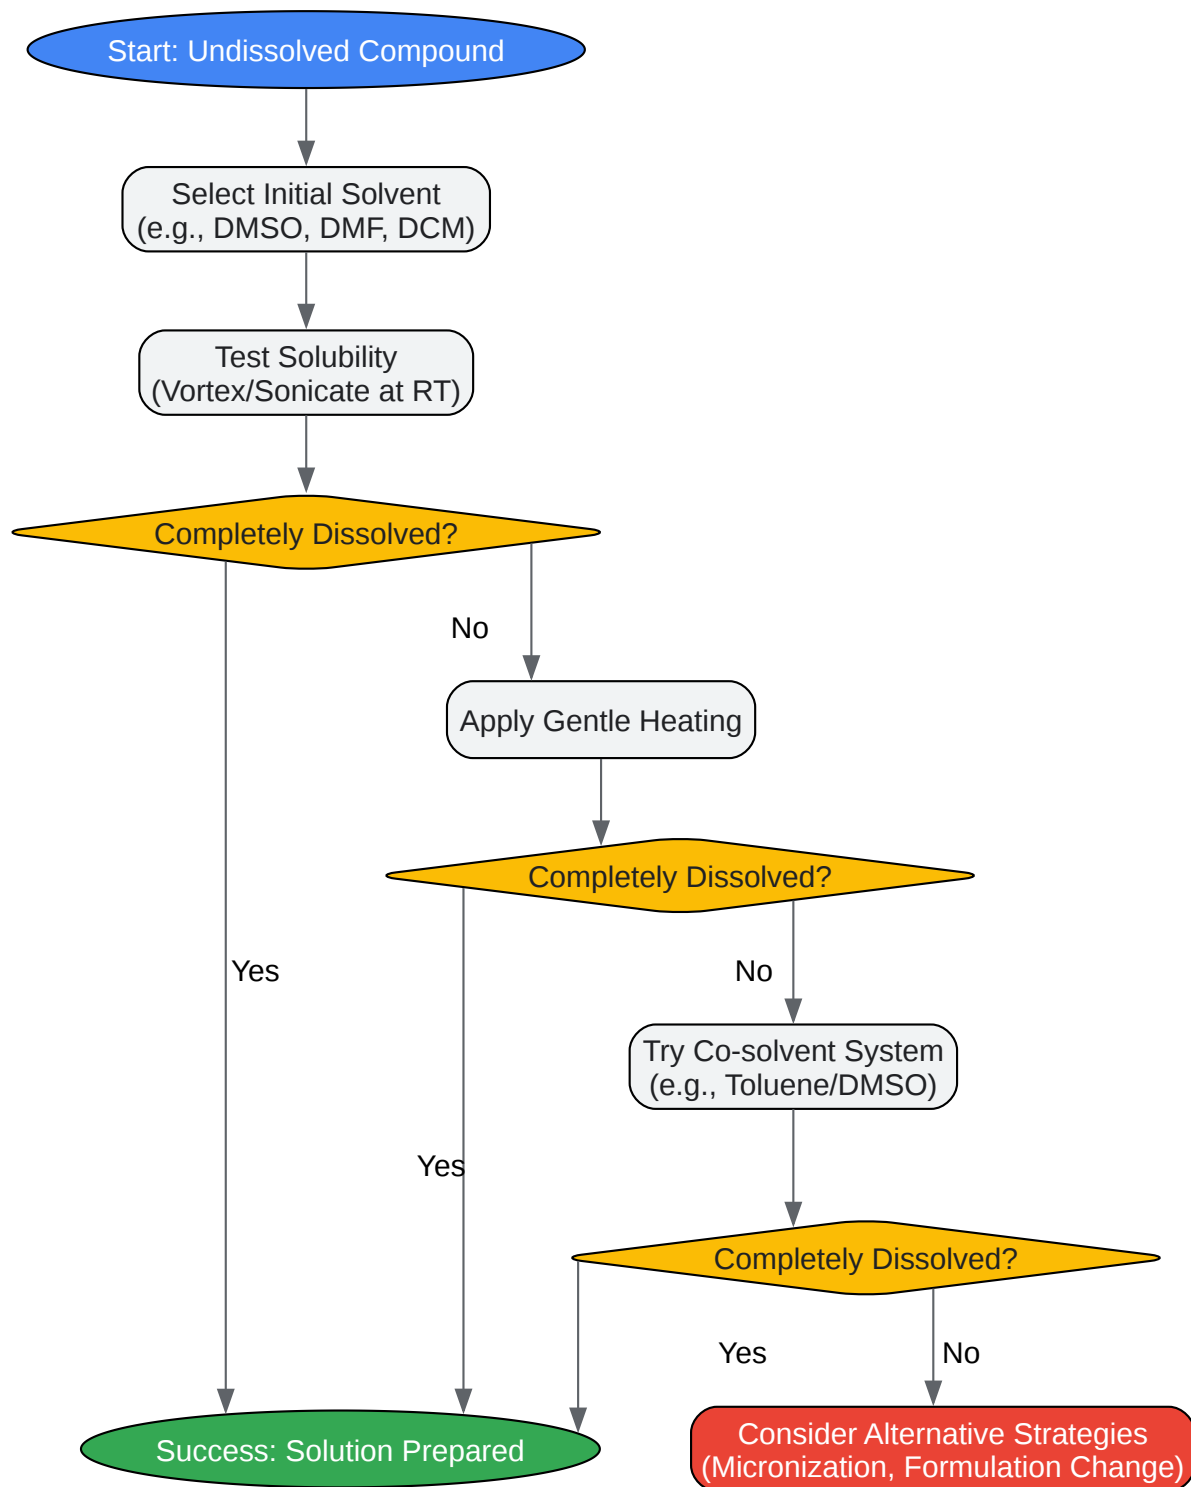 Start: Undissolved Compound
Select Initial Solvent
(e.g., DMSO, DMF, DCM)
Test Solubility
(Vortex/Sonicate at RT)
Completely Dissolved?
No
Apply Gentle Heating
Completely Dissolved?
Yes
No
Try Co-solvent System
(e.g., Toluene/DMSO)
Yes
Completely Dissolved?
Yes
No
Success: Solution Prepared
Consider Alternative Strategies
(Micronization, Formulation Change)